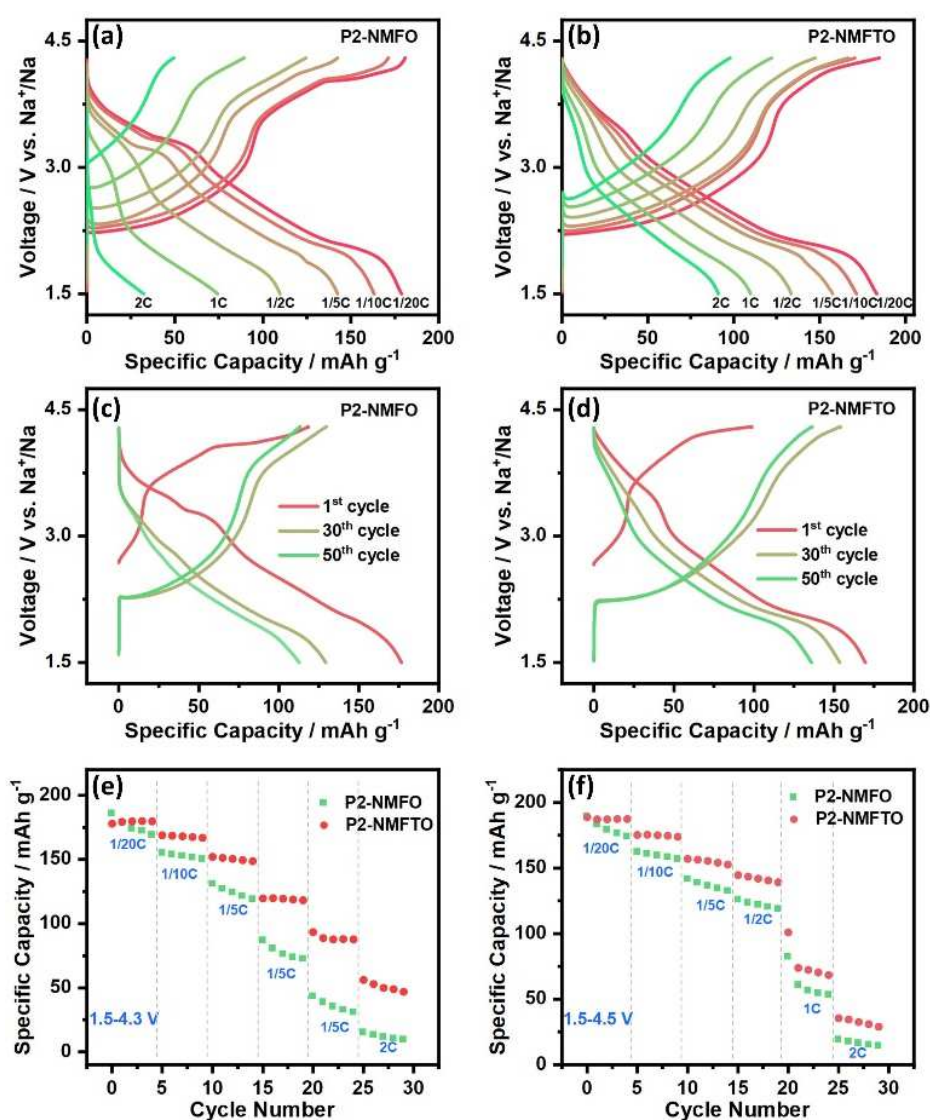 (a) P2-NMFO
4.5
3.0
1.5
Voltage / V vs. Na⁺/Na
2C 1C 1/2C 1/5C 1/10C 1/20C
0 50 100 150 200
Specific Capacity / mAh g⁻¹
(b) P2-NMFTO
4.5
3.0
1.5
Voltage / V vs. Na⁺/Na
2C 1C 1/2C 1/5C 1/10C 1/20C
0 50 100 150 200
Specific Capacity / mAh g⁻¹
(c) P2-NMFO
4.5
3.0
1.5
Voltage / V vs. Na⁺/Na
1ˢᵗ cycle
30ᵗʰ cycle
50ᵗʰ cycle
0 50 100 150 200
Specific Capacity / mAh g⁻¹
(d) P2-NMFTO
4.5
3.0
1.5
Voltage / V vs. Na⁺/Na
1ˢᵗ cycle
30ᵗʰ cycle
50ᵗʰ cycle
0 50 100 150 200
Specific Capacity / mAh g⁻¹
(e)
P2-NMFO
P2-NMFTO
200
150
100
50
0
Specific Capacity / mAh g⁻¹
1/20C
1/10C
1/5C
1/5C
1/5C
2C
1.5-4.3 V
0 5 10 15 20 25 30
Cycle Number
(f)
P2-NMFO
P2-NMFTO
200
150
100
50
0
Specific Capacity / mAh g⁻¹
1/20C
1/10C
1/5C
1/2C
1C
2C
1.5-4.5 V
0 5 10 15 20 25 30
Cycle Number